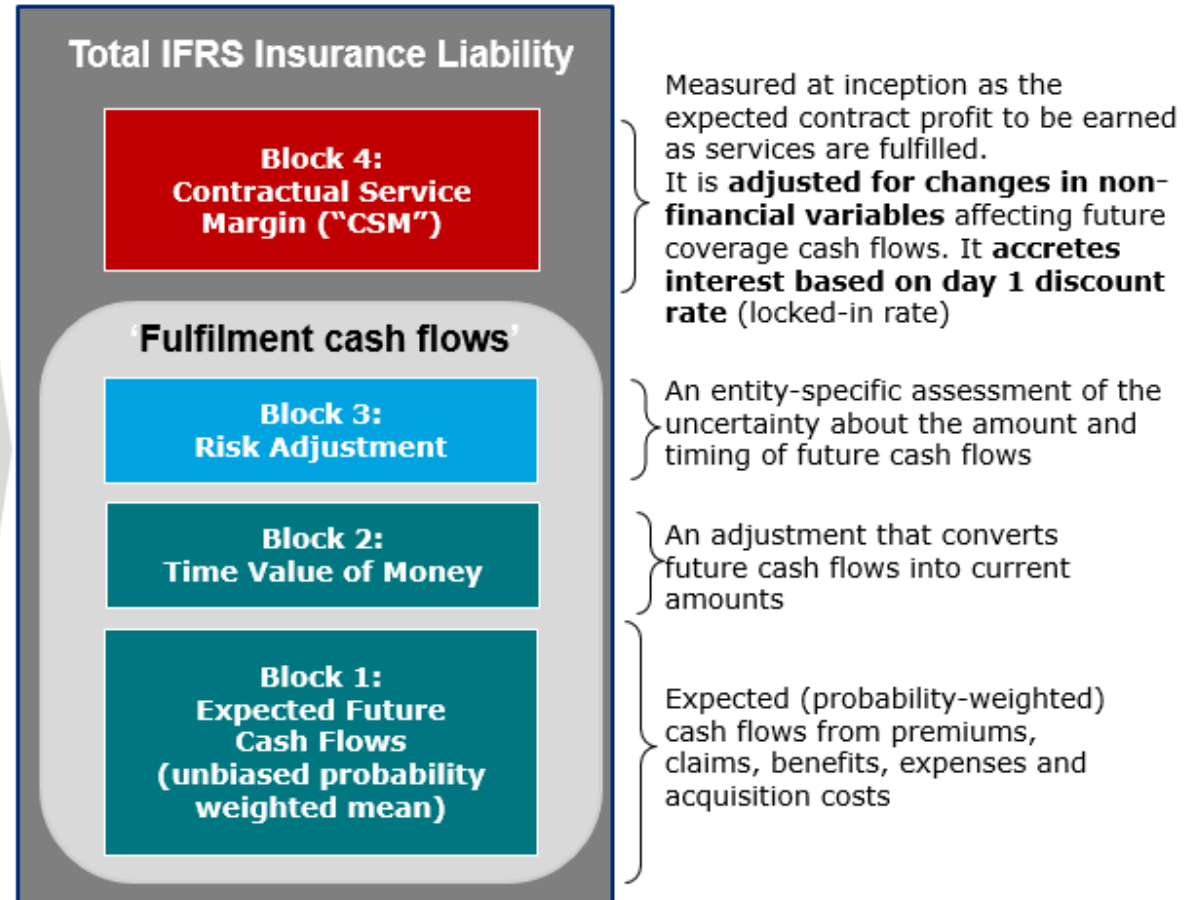 Total IFRS Insurance Liability
Block 4:
Contractual Service
Margin (“CSM”)
Measured at inception as the
expected contract profit to be earned
as services are fulfilled.
It is adjusted for changes in non-
financial variables affecting future
coverage cash flows. It accretes
interest based on day 1 discount
rate (locked-in rate)
‘Fulfilment cash flows’
Block 3:
Risk Adjustment
An entity-specific assessment of the
uncertainty about the amount and
timing of future cash flows
Block 2:
Time Value of Money
An adjustment that converts
future cash flows into current
amounts
Block 1:
Expected Future
Cash Flows
(unbiased probability
weighted mean)
Expected (probability-weighted)
cash flows from premiums,
claims, benefits, expenses and
acquisition costs